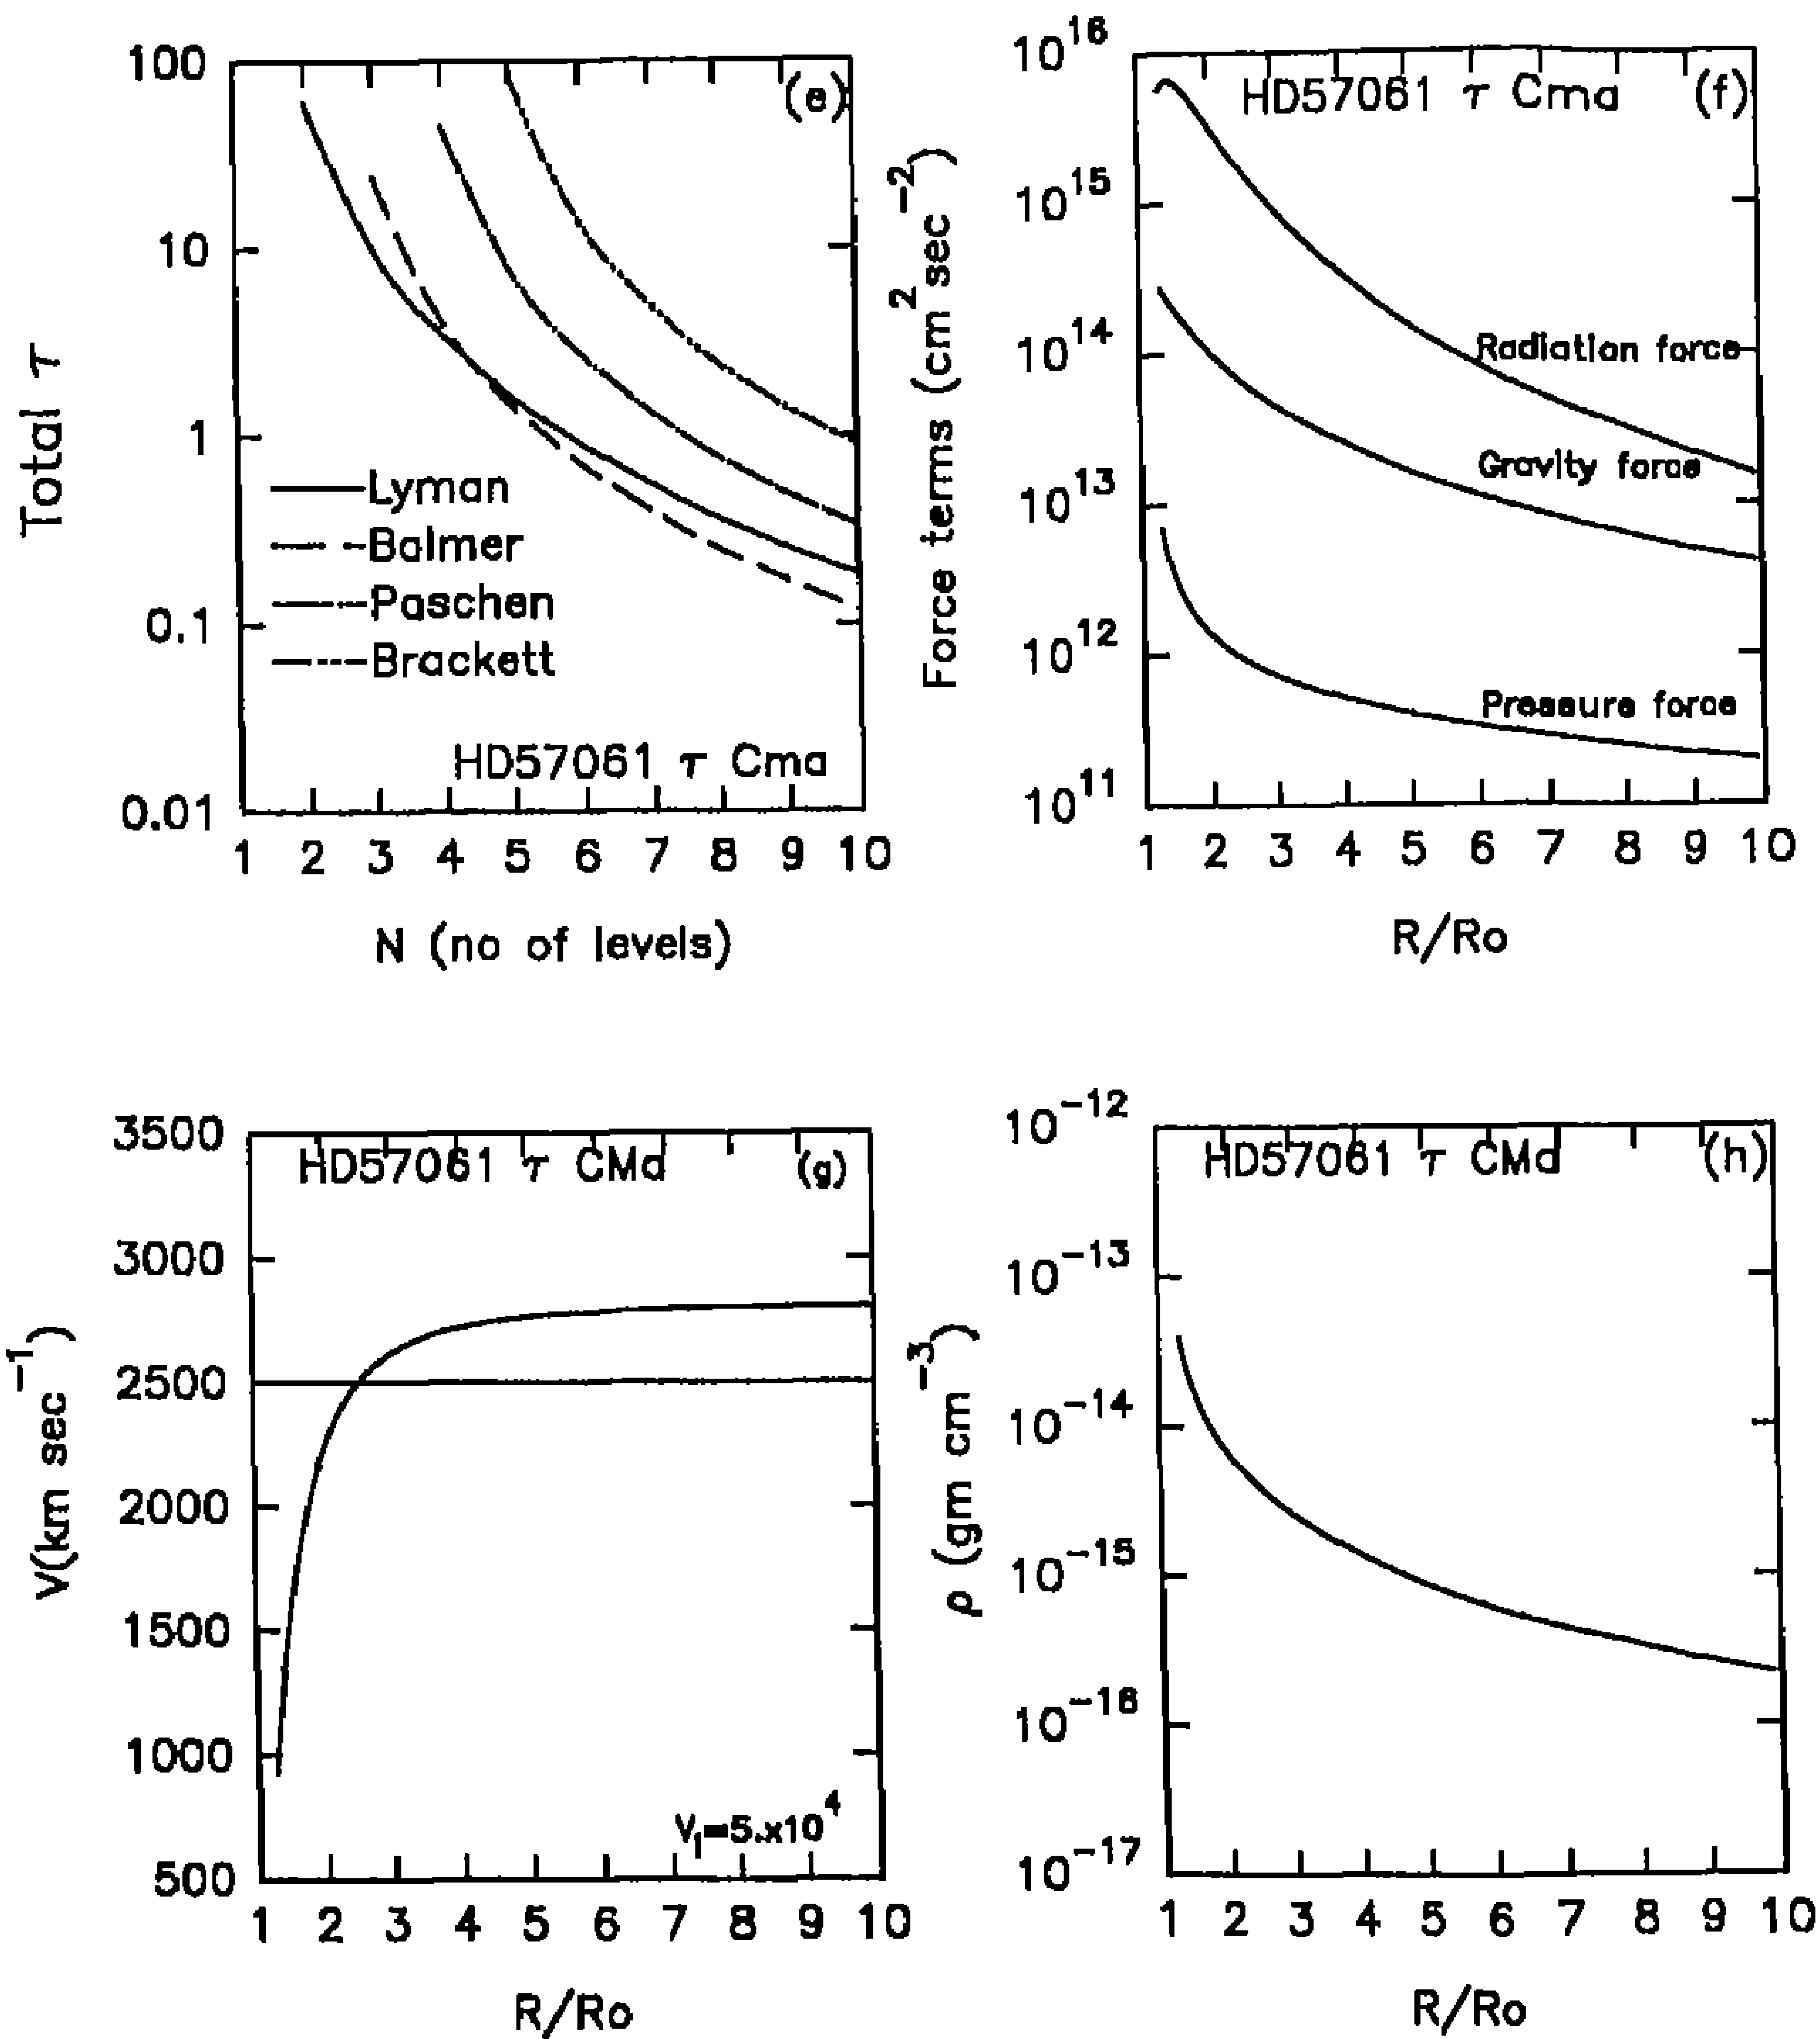 100
10
1
0.1
0.01
Total τ
(e)
Lyman
Balmer
Paschen
Brackett
HD57061 τ Cma
1 2 3 4 5 6 7 8 9 10
N (no of levels)
10^16
10^15
10^14
10^13
10^12
10^11
Force terms (cm^2 sec^-2)
HD57061 τ Cma (f)
Radiation force
Gravity force
Pressure force
1 2 3 4 5 6 7 8 9 10
R/Ro
3500
3000
2500
2000
1500
1000
500
V(km sec^-1)
HD57061 τ CMa (g)
V1=5.x10^4
1 2 3 4 5 6 7 8 9 10
R/Ro
10^-12
10^-13
10^-14
10^-15
10^-16
10^-17
ρ (gm cm^-3)
HD57061 τ CMa (h)
1 2 3 4 5 6 7 8 9 10
R/Ro